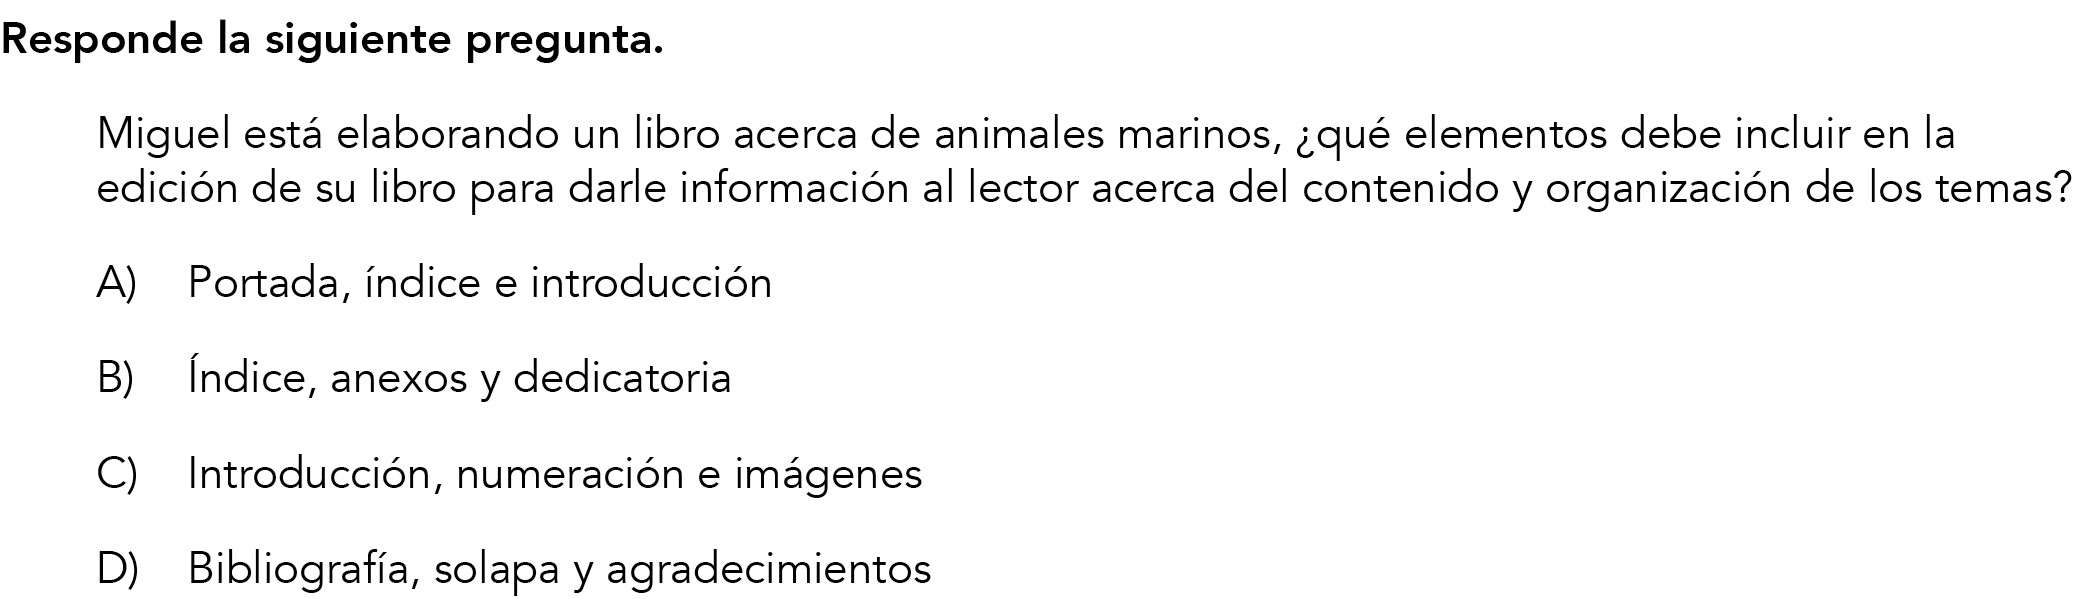 Responde la siguiente pregunta.
Miguel está elaborando un libro acerca de animales marinos, ¿qué elementos debe incluir en la
edición de su libro para darle información al lector acerca del contenido y organización de los temas?
A) Portada, índice e introducción
B) Índice, anexos y dedicatoria
C) Introducción, numeración e imágenes
D) Bibliografía, solapa y agradecimientos